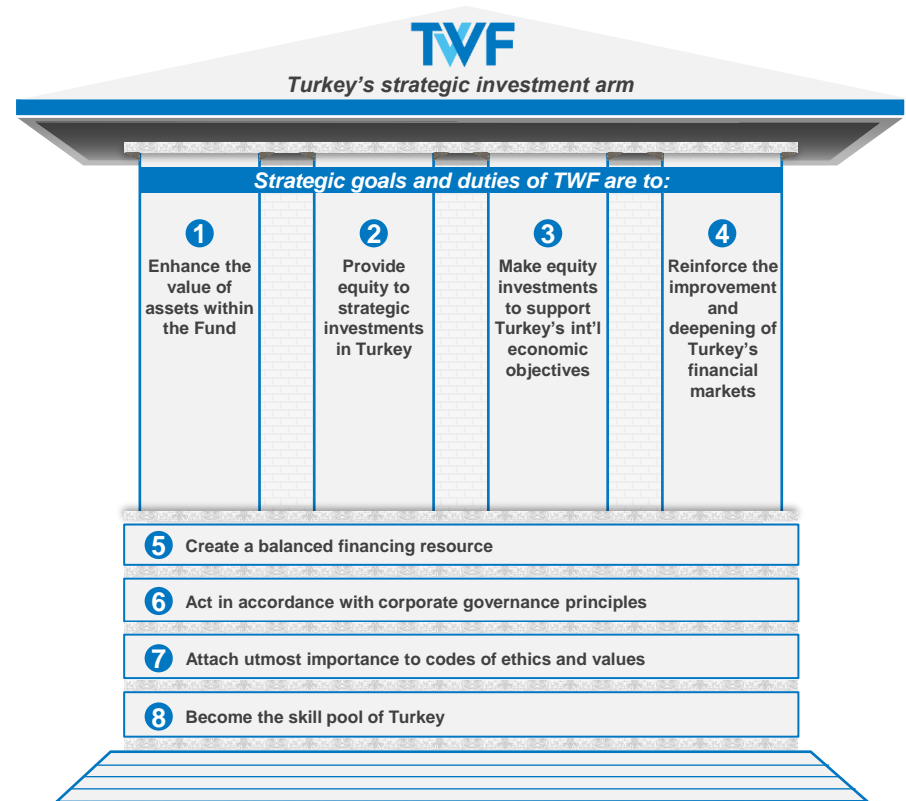 TWF
Turkey's strategic investment arm
Strategic goals and duties of TWF are to:
1
Enhance the
value of
assets within
the Fund
2
Provide
equity to
strategic
investments
in Turkey
3
Make equity
investments
to support
Turkey's int'l
economic
objectives
4
Reinforce the
improvement
and
deepening of
Turkey's
financial
markets
5 Create a balanced financing resource
6 Act in accordance with corporate governance principles
7 Attach utmost importance to codes of ethics and values
8 Become the skill pool of Turkey